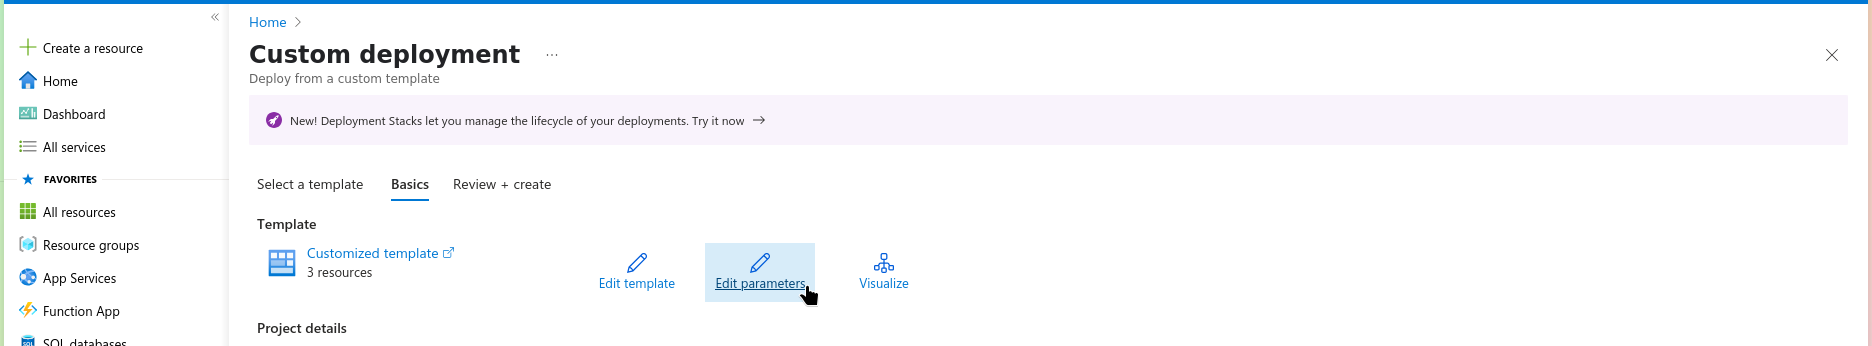 Create a resource
Home
Dashboard
All services
FAVORITES
All resources
Resource groups
App Services
Function App
SQL databases
Home
Custom deployment
Deploy from a custom template
New! Deployment Stacks let you manage the lifecycle of your deployments. Try it now
Select a template Basics Review + create
Template
Customized template
3 resources
Edit template Edit parameters Visualize
Project details